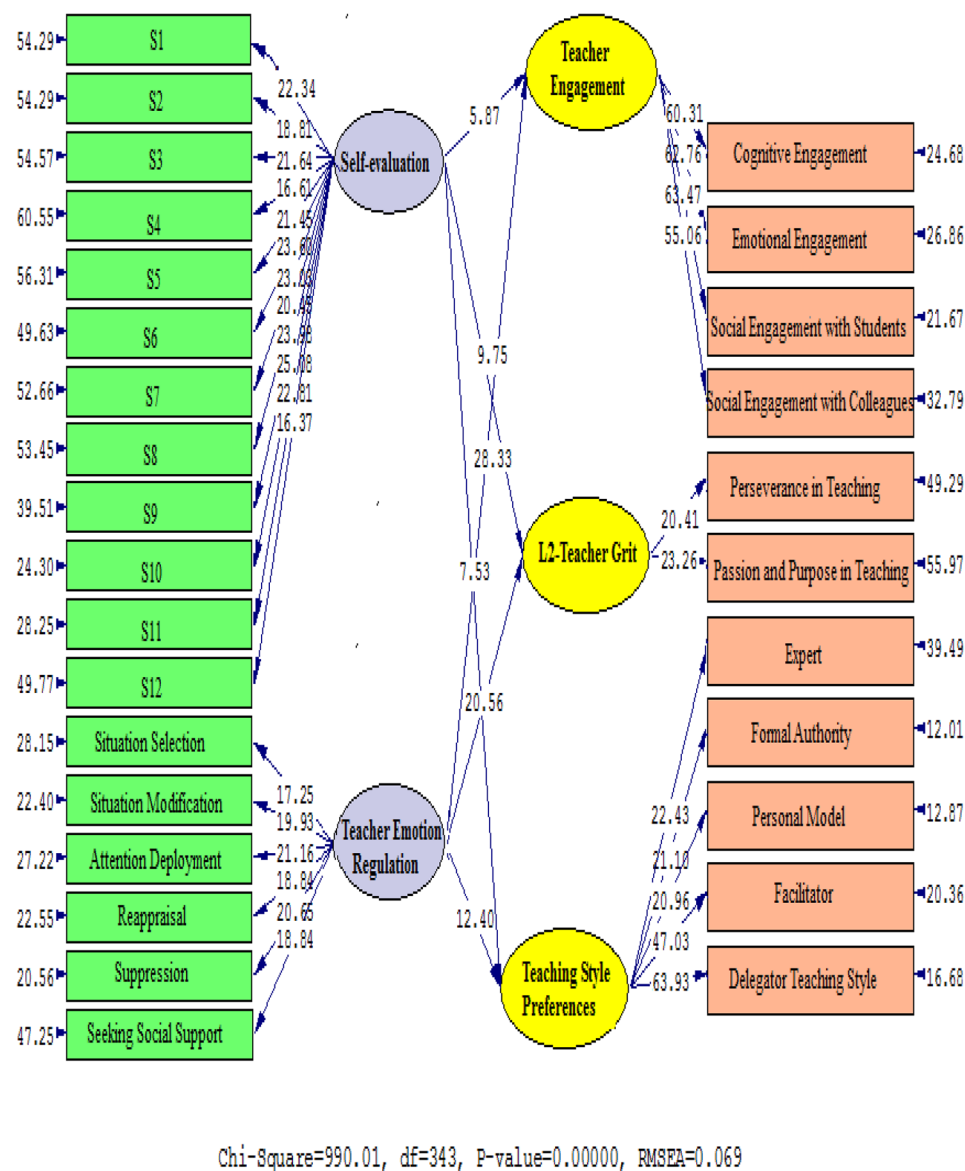 54.29
S1
54.29
S2
54.57
S3
60.55
S4
56.31
S5
49.63
S6
52.66
S7
53.45
S8
39.51
S9
24.30
S10
28.25
S11
49.77
S12
28.15
Situation Selection
22.40
Situation Modification
27.22
Attention Deployment
22.55
Reappraisal
20.56
Suppression
47.25
Seeking Social Support
22.34
18.81
21.64
16.61
21.45
20.45
23.98
22.81
16.37
17.25
19.93
21.16
18.84
20.65
18.84
Self-evaluation
Teacher Emotion
Regulation
5.87
9.75
28.33
7.53
20.56
12.40
Teacher
Engagement
L2-Teacher Grit
Teaching Style
Preferences
60.31
62.76
63.47
55.06
20.41
23.26
22.43
21.10
20.96
47.03
63.93
Cognitive Engagement
24.68
Emotional Engagement
26.86
Social Engagement with Students
21.67
Social Engagement with Colleagues
32.79
Perseverance in Teaching
49.29
Passion and Purpose in Teaching
55.97
Expert
39.49
Formal Authority
12.01
Personal Model
12.87
Facilitator
20.36
Delegator Teaching Style
16.68
Chi-Square=990.01, df=343, P-value=0.00000, RMSEA=0.069